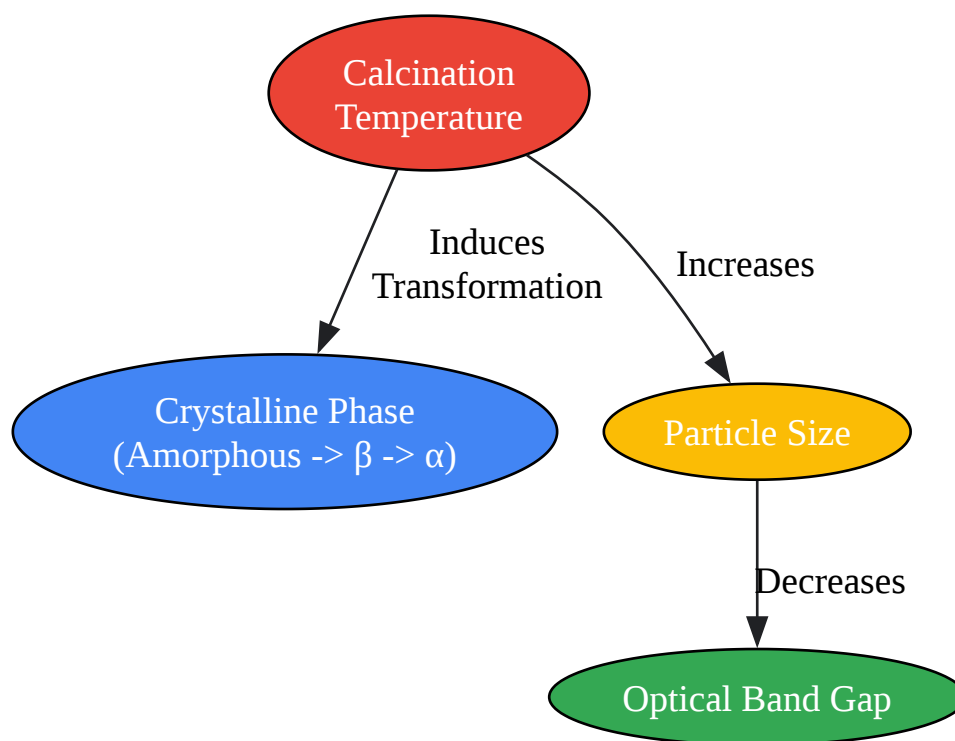 Calcination
Temperature
Induces
Transformation
Increases
Crystalline Phase
(Amorphous -> β -> α)
Particle Size
Decreases
Optical Band Gap